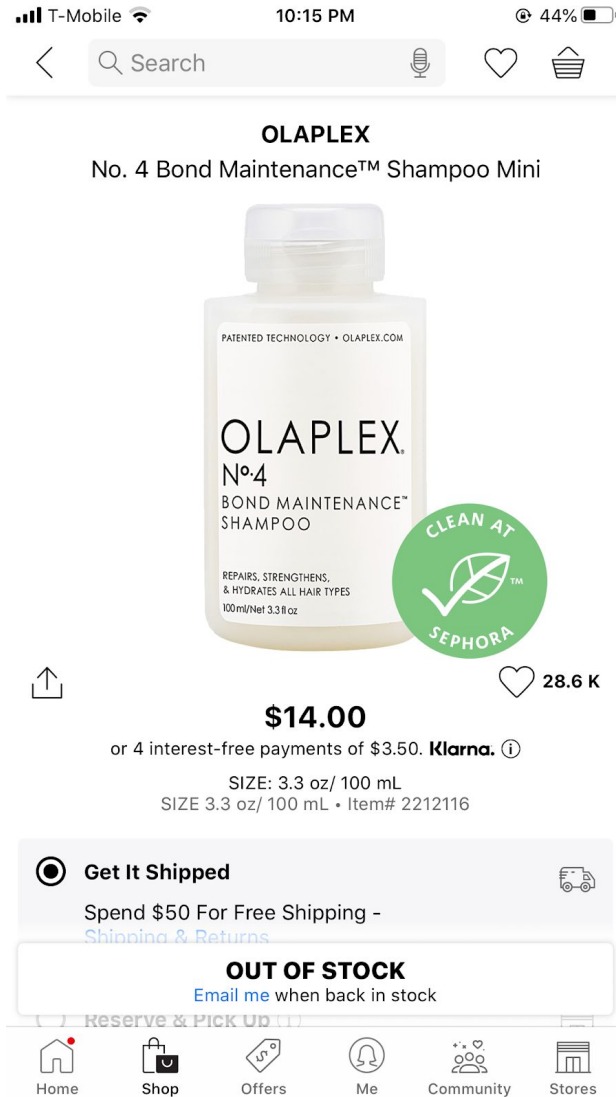 T-Mobile 10:15 PM 44%
Search
OLAPLEX
No. 4 Bond Maintenance™ Shampoo Mini
PATENTED TECHNOLOGY • OLAPLEX.COM
OLAPLEX®
Nº.4
BOND MAINTENANCE™
SHAMPOO
REPAIRS, STRENGTHENS,
& HYDRATES ALL HAIR TYPES
100 ml/Net 3.3 fl oz
CLEAN AT
SEPHORA
TM
28.6 K
$14.00
or 4 interest-free payments of $3.50. Klarna.
SIZE: 3.3 oz/ 100 mL
SIZE 3.3 oz/ 100 mL • Item# 2212116
Get It Shipped
Spend $50 For Free Shipping -
Shipping & Returns
OUT OF STOCK
Email me when back in stock
Reserve & Pick Up
Home Shop Offers Me Community Stores